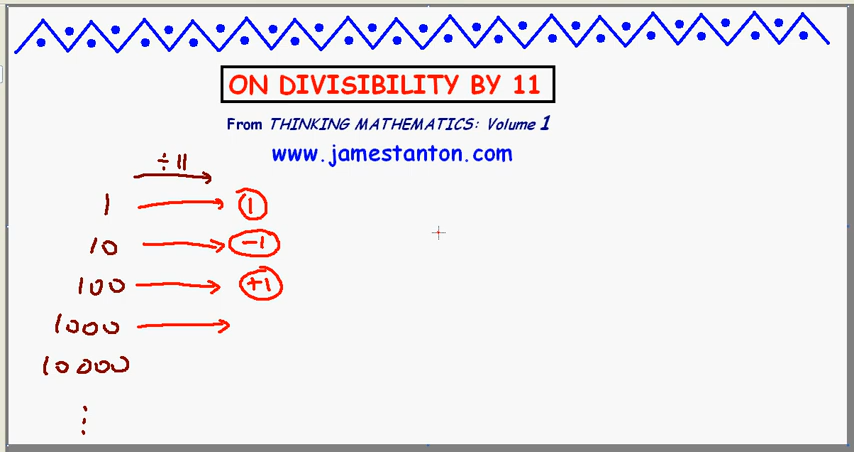 ON DIVISIBILITY BY 11
From THINKING MATHEMATICS: Volume 1
www.jamestanton.com
÷ 11
1 → 1
10 → -1
100 → +1
1000 →
10000
⋮